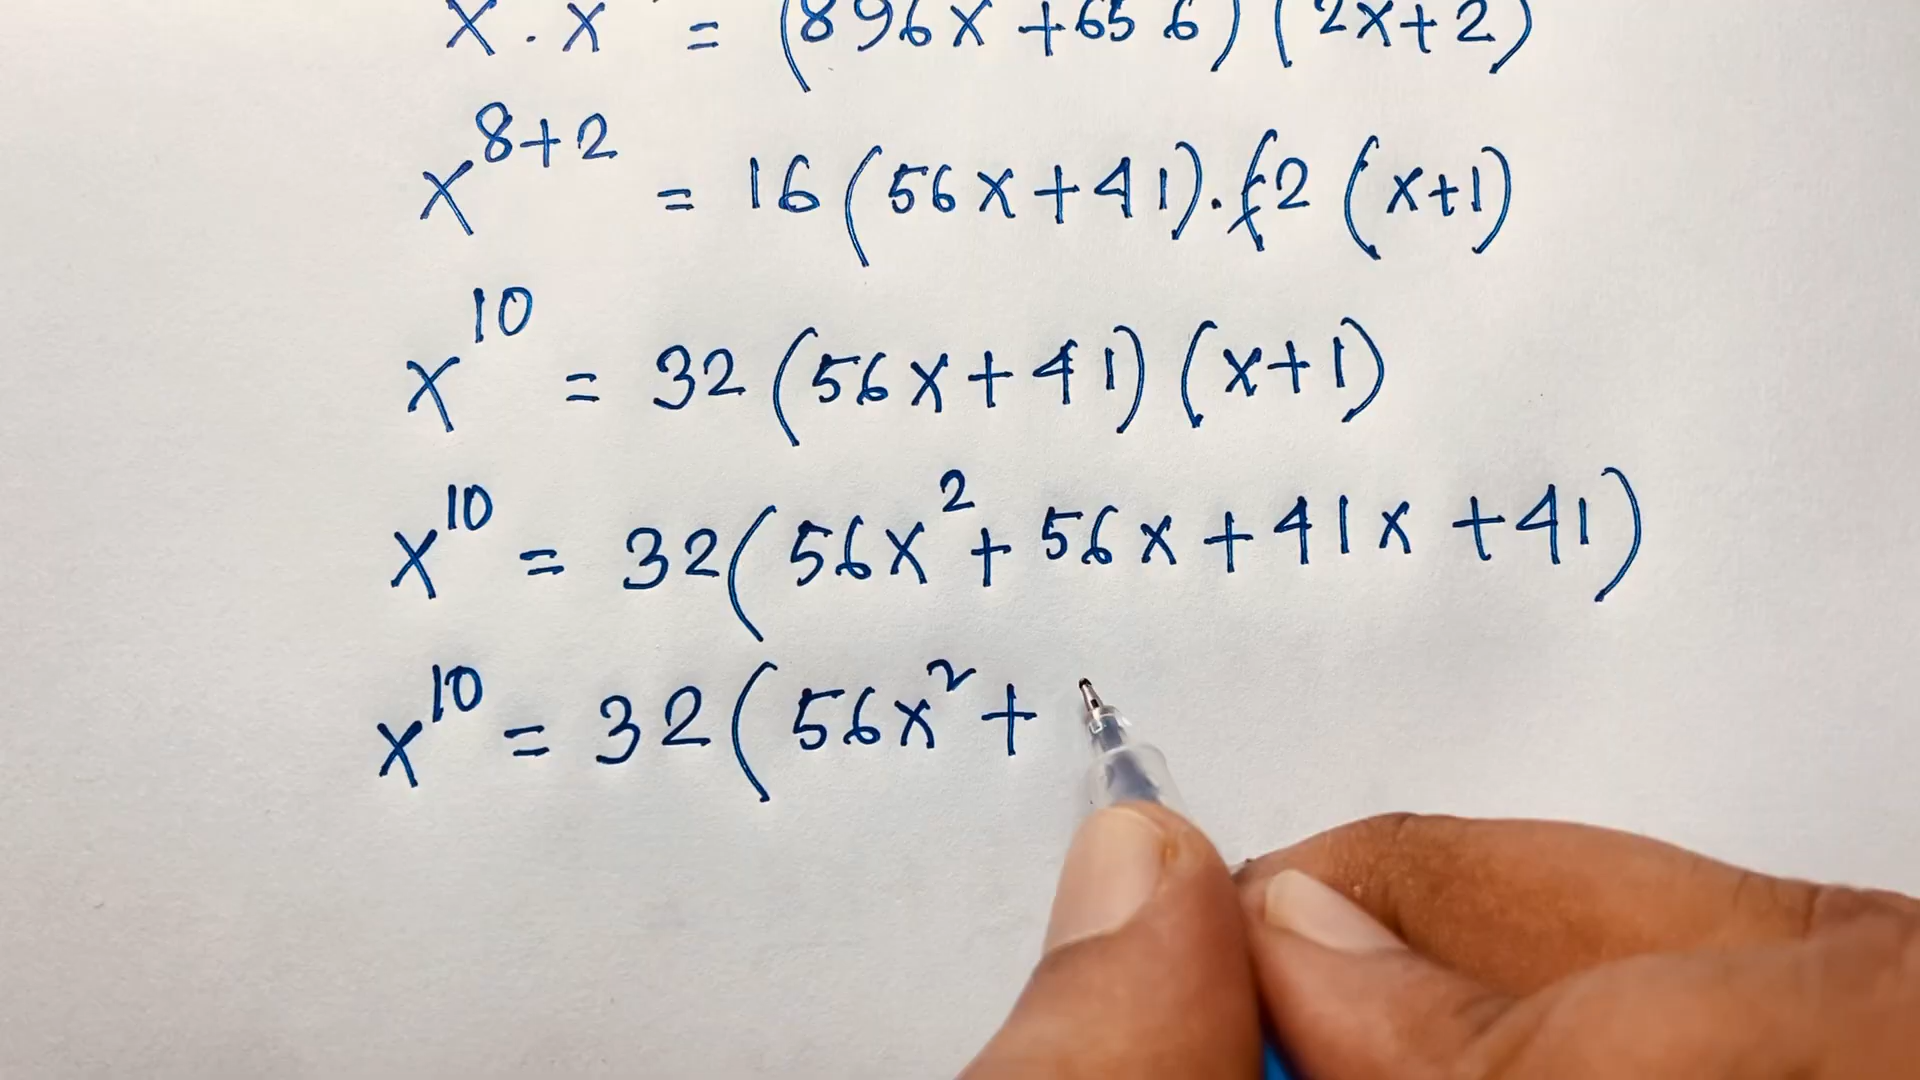 x · x = (896x + 656) (2x+2)
x^{8+2} = 16 (56x + 41) . (2 (x+1)
x^{10} = 32 (56x + 41) (x+1)
x^{10} = 32 (56x^2 + 56x + 41x + 41)
x^{10} = 32 (56x^2 +